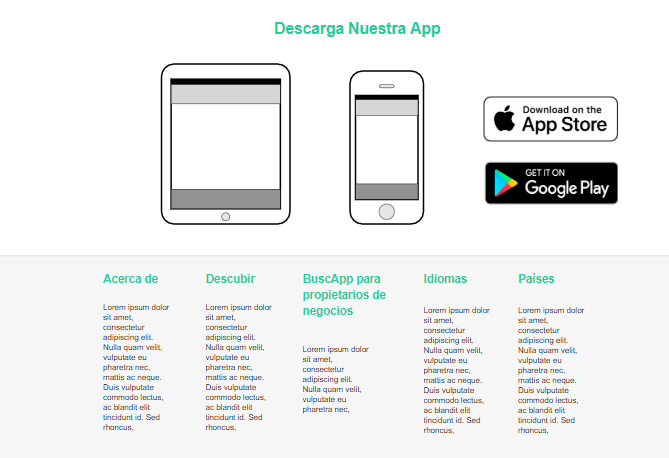 Descarga Nuestra App
Download on the
App Store
GET IT ON
Google Play
Acerca de
Lorem ipsum dolor
sit amet,
consectetur
adipiscing elit.
Nulla quam velit,
vulputate eu
pharetra nec,
mattis ac neque.
Duis vulputate
commodo lectus,
ac blandit elit
tincidunt id. Sed
rhoncus,
Descubir
Lorem ipsum dolor
sit amet,
consectetur
adipiscing elit.
Nulla quam velit,
vulputate eu
pharetra nec,
mattis ac neque.
Duis vulputate
commodo lectus,
ac blandit elit
tincidunt id. Sed
rhoncus,
BuscApp para
propietarios de
negocios
Lorem ipsum dolor
sit amet,
consectetur
adipiscing elit.
Nulla quam velit,
vulputate eu
pharetra nec,
Idiomas
Lorem ipsum dolor
sit amet,
consectetur
adipiscing elit.
Nulla quam velit,
vulputate eu
pharetra nec,
mattis ac neque.
Duis vulputate
commodo lectus,
ac blandit elit
tincidunt id. Sed
rhoncus,
Países
Lorem ipsum dolor
sit amet,
consectetur
adipiscing elit.
Nulla quam velit,
vulputate eu
pharetra nec,
mattis ac neque.
Duis vulputate
commodo lectus,
ac blandit elit
tincidunt id. Sed
rhoncus,